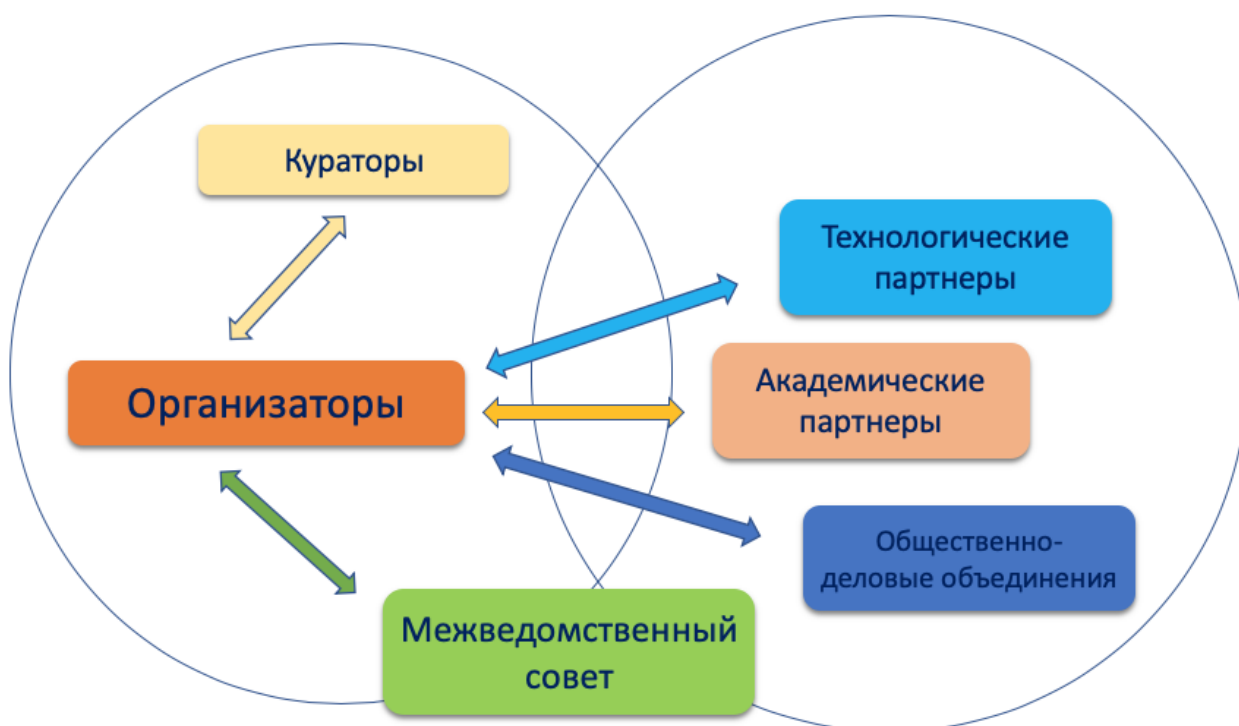 Кураторы
Технологические
партнеры
Организаторы
Академические
партнеры
Общественно-
деловые объединения
Межведомственный
совет